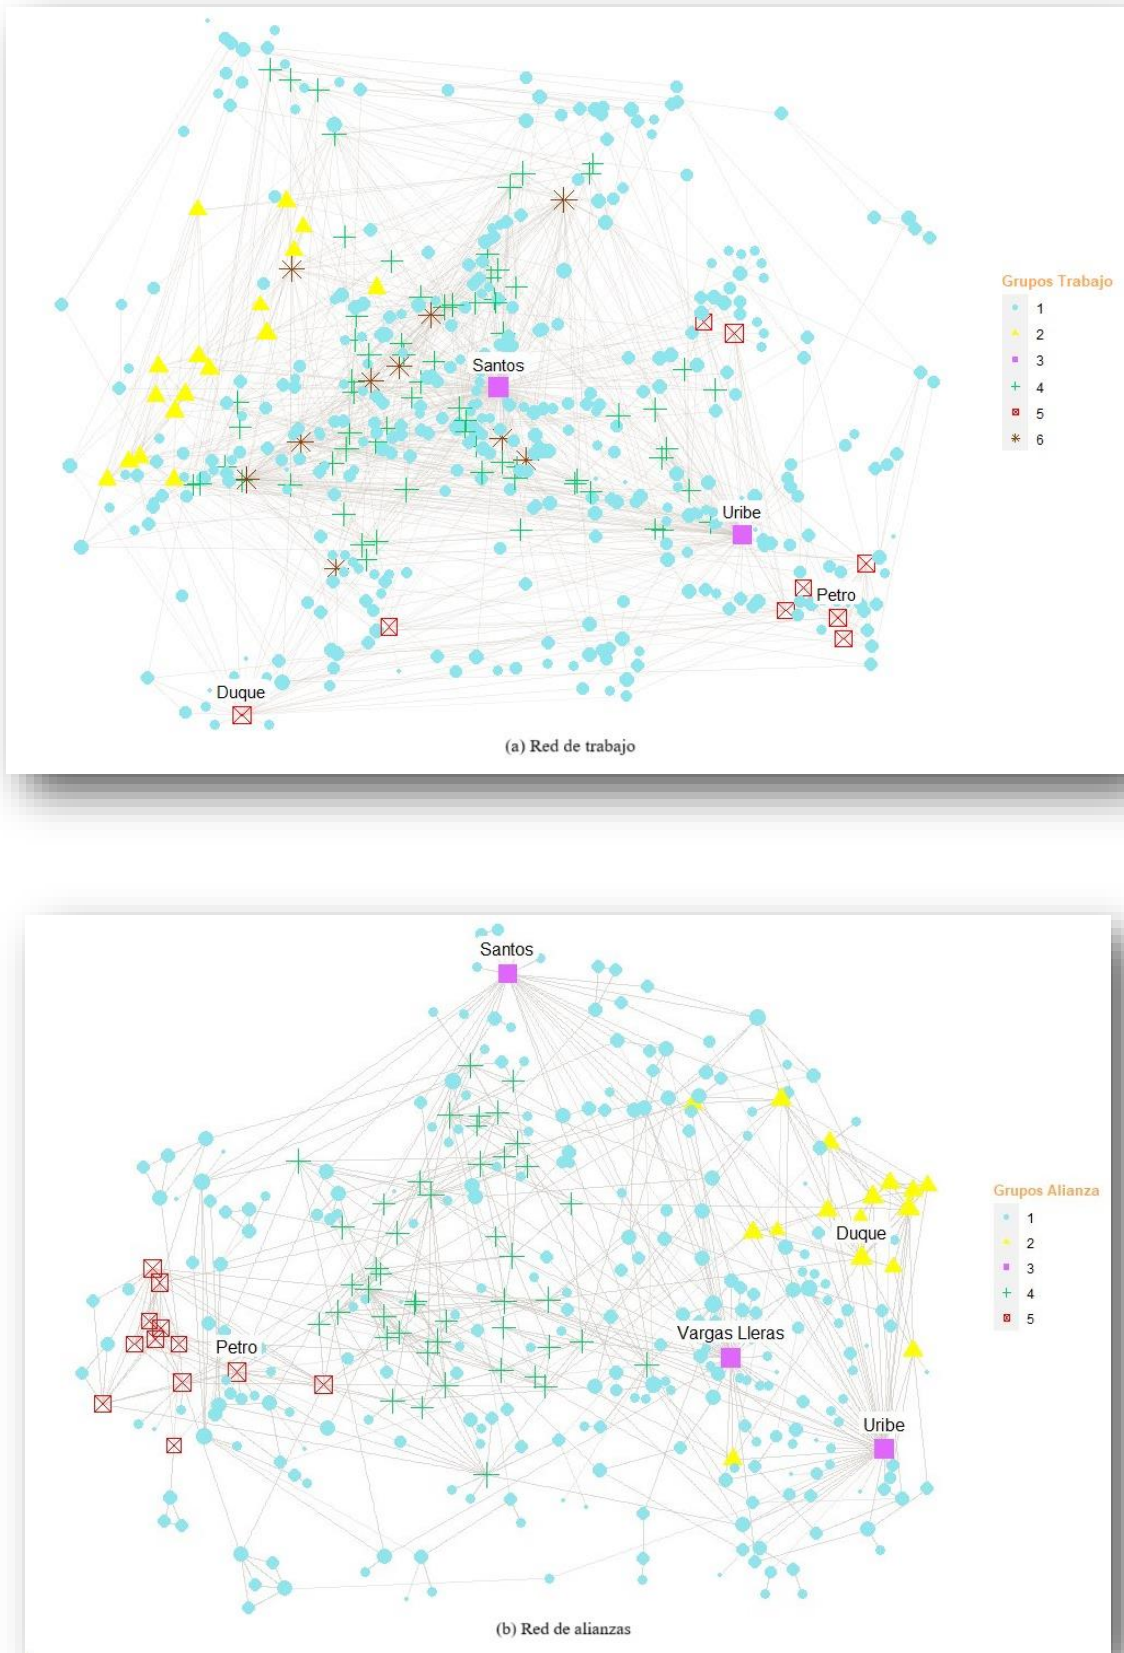 Grupos Trabajo
1
2
3
4
5
6
Santos
Uribe
Petro
Duque
(a) Red de trabajo
Santos
Grupos Alianza
1
2
3
4
5
Duque
Vargas Lleras
Petro
Uribe
(b) Red de alianzas